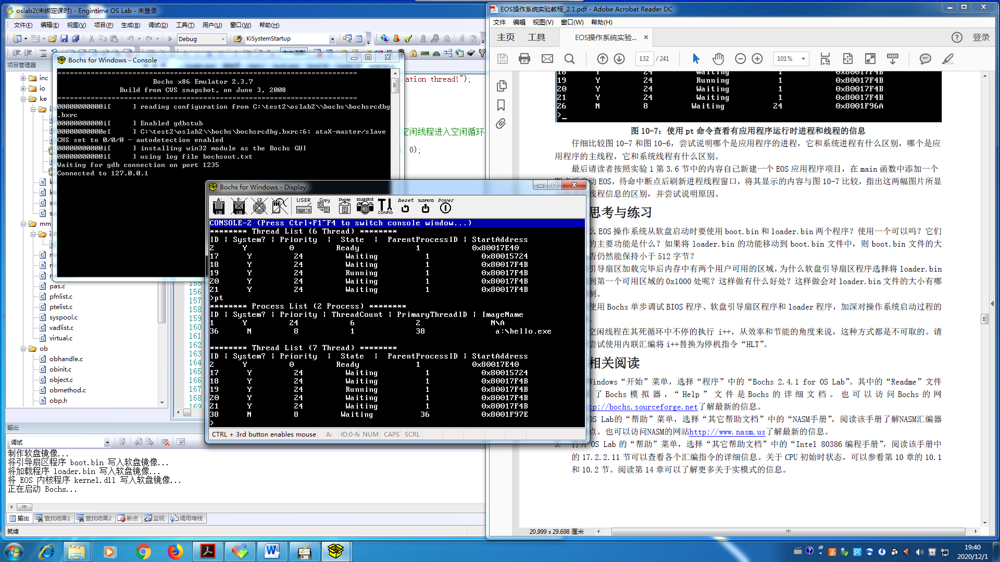 oslab2(未绑定课时) - Engintime OS Lab - 未登录
文件(F) 编辑(E) 视图(V) 项目(P) 生成(B) 调试(D) 工具(T) 用户(U) 窗口(W) 帮助(H)
Debug
KiSystemStartup
项目管理器
inc
io
ke
mm
pas.c
pfnlist.c
ptelist.c
syspool.c
vadlist.c
virtual.c
ob
obhandle.c
obinit.c
object.c
obmethod.c
obp.h
ation thread!");
空闲线程进入空闲循环
0);
155
156
157
158
159
160
161
162
163
164
165
166
167
168
169
Bochs for Windows - Console
Bochs x86 Emulator 2.3.7
Build from CVS snapshot, on June 3, 2008
00000000000i[ ] reading configuration from C:\test2\oslab2\\bochs\bochsrcdbg
.bxrc
00000000000i[ ] Enabled gdbstub
00000000000e[ ] C:\test2\oslab2\\bochs\bochsrcdbg.bxrc:6: ataX-master/slave
CHS set to 0/0/0 - autodetection enabled
00000000000i[ ] installing win32 module as the Bochs GUI
00000000000i[ ] using log file bochsout.txt
Waiting for gdb connection on port 1235
Connected to 127.0.0.1
Bochs for Windows - Display
A: B: CD USER Copy Paste snapshot CONFIG Reset SUSPEND Power
CONSOLE-2 (Press Ctrl+F1~F4 to switch console window...)
******** Thread List (6 Thread) ********
ID | System? | Priority | State | ParentProcessID | StartAddress
2 Y 0 Ready 1 0x80017E40
17 Y 24 Waiting 1 0x80015724
18 Y 24 Waiting 1 0x80017F4B
19 Y 24 Running 1 0x80017F4B
20 Y 24 Waiting 1 0x80017F4B
21 Y 24 Waiting 1 0x80017F4B
>pt
******** Process List (2 Process) ********
ID | System? | Priority | ThreadCount | PrimaryThreadID | ImageName
1 Y 24 6 2 N\A
36 N 8 1 38 a:\hello.exe
******** Thread List (7 Thread) ********
ID | System? | Priority | State | ParentProcessID | StartAddress
2 Y 0 Ready 1 0x80017E40
17 Y 24 Waiting 1 0x80015724
18 Y 24 Waiting 1 0x80017F4B
19 Y 24 Running 1 0x80017F4B
20 Y 24 Waiting 1 0x80017F4B
21 Y 24 Waiting 1 0x80017F4B
38 N 8 Waiting 36 0x8001F97E
>
CTRL + 3rd button enables mouse A: HD:0-M NUM CAPS SCRL
输出
调试
制作软盘镜像...
将引导扇区程序 boot.bin 写入软盘镜像...
将加载程序 loader.bin 写入软盘镜像...
将 EOS 内核程序 kernel.dll 写入软盘镜像...
正在启动 Bochs...
输出 查找结果1 查找结果2 断点 监视 调用堆栈
就绪
EOS操作系统实验教程_2.1.pdf - Adobe Acrobat Reader DC
文件 编辑 视图(V) 窗口(W) 帮助(H)
主页 工具 EOS操作系统实验... × 登录
132 / 241 101%
18 Y 24 Waiting 1 0x80017F4B
19 Y 24 Running 1 0x80017F4B
20 Y 24 Waiting 1 0x80017F4B
21 Y 24 Waiting 1 0x80017F4B
26 N 8 Waiting 24 0x8001F96A
>_
图 10-7：使用 pt 命令查看有应用程序运行时进程和线程的信息
仔细比较图 10-7 和图 10-6，尝试说明哪个是应用程序的进程，它和系统进程有什么区别，哪个是应
用程序的主线程，它和系统线程有什么区别。
最后请读者按照实验 1 第 3.6 节中的内容自己新建一个 EOS 应用程序项目，在 main 函数中添加一个
断点后启动 EOS，待命中断点后刷新进程线程窗口，将其显示的内容与图 10-7 比较，指出这两幅图片所显
线程信息的区别，并尝试说明原因。
思考与练习
么 EOS 操作系统从软盘启动时要使用 boot.bin 和 loader.bin 两个程序？使用一个可以吗？它们
的主要功能是什么？如果将 loader.bin 的功能移动到 boot.bin 文件中，则 boot.bin 文件的大
否仍然能保持小于 512 字节？
引导扇区加载完毕后内存中有两个用户可用的区域，为什么软盘引导扇区程序选择将 loader.bin
到第一个可用区域的 0x1000 处呢？这样做有什么好处？这样做会对 loader.bin 文件的大小有哪
制。
使用 Bochs 单步调试 BIOS 程序、软盘引导扇区程序和 loader 程序，加深对操作系统启动过程的
。
空闲线程在其死循环中不停的执行 i++，从效率和节能的角度来说，这种方式都是不可取的。请
尝试使用内联汇编将 i++替换为停机指令“HLT”。
相关阅读
Windows“开始”菜单，选择“程序”中的“Bochs 2.4.1 for OS Lab”。其中的“Readme”文件
了 Bochs 模拟器，“Help”文件是 Bochs 的详细文档。也可以访问 Bochs 的网
tp://bochs.sourceforge.net了解最新的信息。
OS Lab的“帮助”菜单，选择“其它帮助文档”中的“NASM手册”，阅读该手册了解NASM汇编器
点。也可以访问NASM的网站http://www.nasm.us了解最新的信息。
3. 打开 OS Lab 的“帮助”菜单，选择“其它帮助文档”中的“Intel 80386 编程手册”，阅读该手册中
的 17.2.2.11 节可以查看各个汇编指令的详细信息。关于 CPU 初始时状态，可以参看第 10 章的 10.1
和 10.2 节。阅读第 14 章可以了解更多关于实模式的信息。
20.999 x 29.698 厘米
19:40
2020/12/1